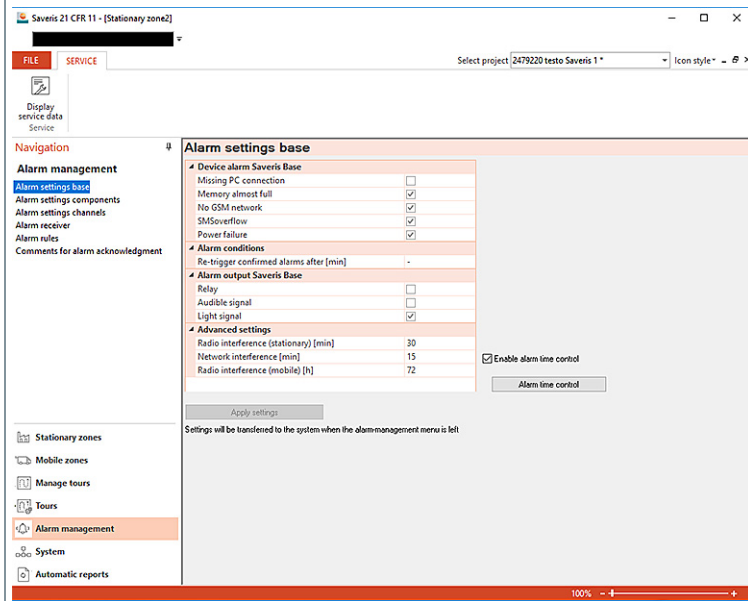 Saveris 21 CFR 11 - [Stationary zone2]
FILE SERVICE Select project 2479220 testo Saveris 1 * Icon style
Display
service data
Service
Navigation
Alarm management
Alarm settings base
Alarm settings components
Alarm settings channels
Alarm receiver
Alarm rules
Comments for alarm acknowledgment
Stationary zones
Mobile zones
Manage tours
Tours
Alarm management
System
Automatic reports
Alarm settings base
Device alarm Saveris Base
Missing PC connection
Memory almost full
No GSM network
SMSoverflow
Power failure
Alarm conditions
Re-trigger confirmed alarms after [min] -
Alarm output Saveris Base
Relay
Audible signal
Light signal
Advanced settings
Radio interference (stationary) [min] 30
Network interference [min] 15
Radio interference (mobile) [h] 72
Enable alarm time control
Alarm time control
Apply settings
Settings will be transferred to the system when the alarm-management menu is left
100%